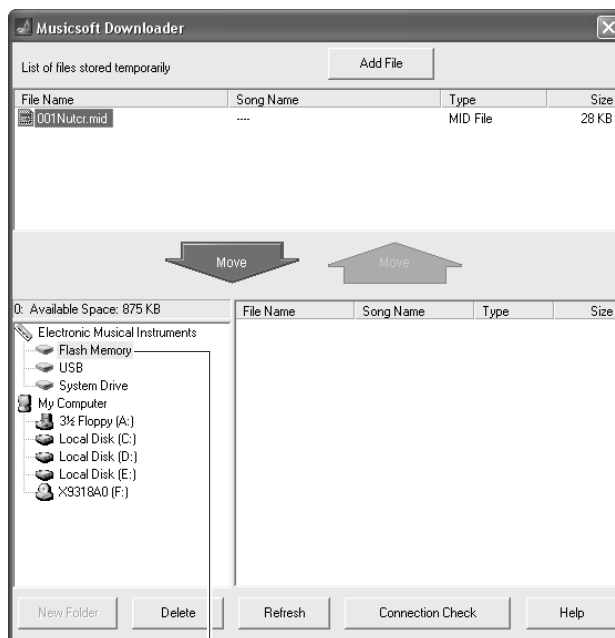 Musicsoft Downloader
List of files stored temporarily
Add File
File Name Song Name Type Size
001Nutcr.mid ---- MID File 28 KB
Move Move
0: Available Space: 875 KB
File Name Song Name Type Size
Electronic Musical Instruments
Flash Memory
USB
System Drive
My Computer
3½ Floppy (A:)
Local Disk (C:)
Local Disk (D:)
Local Disk (E:)
X9318A0 (F:)
New Folder Delete Refresh Connection Check Help